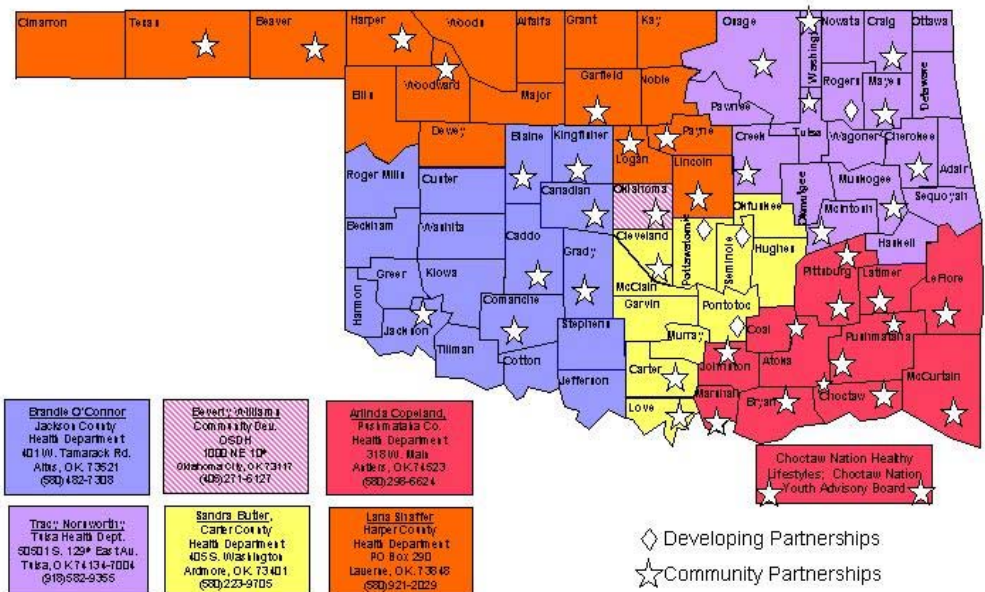 Cimarron
Texas
Beaver
Harper
Woods
Alfalfa
Grant
Kay
Osage
Nowata
Craig
Ottawa
Washing
Woodward
Ellis
Major
Garfield
Noble
Pawnee
Rogers
Mayes
Delaware
Dewey
Blaine
Kingfisher
Logan
Payne
Creek
Tulsa
Wagoner
Cherokee
Adair
Roger Mills
Custer
Canadian
Oklahoma
Lincoln
Okfuskee
Okmulgee
Muskogee
McIntosh
Sequoyah
Beckham
Washita
Caddo
Grady
Cleveland
Pottawatomie
Seminole
Hughes
Haskell
Pittsburg
Latimer
LeFlore
Greer
Kiowa
Harmon
Jackson
Comanche
McClain
Garvin
Pontotoc
Coal
Pushmataha
Tillman
Cotton
Stephens
Murray
Johnston
Atoka
McCurtain
Jefferson
Carter
Love
Marshall
Bryan
Choctaw
Brandie O'Connor
Jackson County
Health Department
401 W. Tamarack Rd.
Altus, OK 73521
(580)482-7308
Beverly Williams
Community Dev.
OSDH
1000 NE 10*
Oklahoma City, OK 73117
(405)271-6127
Arlinda Copeland,
Pushmataha Co.
Health Department
318 W. Main
Antlers, OK 74523
(580)298-6624
Choctaw Nation Healthy
Lifestyles; Choctaw Nation
Youth Advisory Board
Tracy Norsworthy
Tulsa Health Dept.
50501 S. 129* East Au.
Tulsa, OK 74134-7004
(918)582-9355
Sandra Butler,
Carter County
Health Department
405 S. Washington
Ardmore, OK 73401
(580)223-9705
Lana Shaffer
Harper County
Health Department
PO Box 290
Laverne, OK 73848
(580)921-2029
Developing Partnerships
Community Partnerships